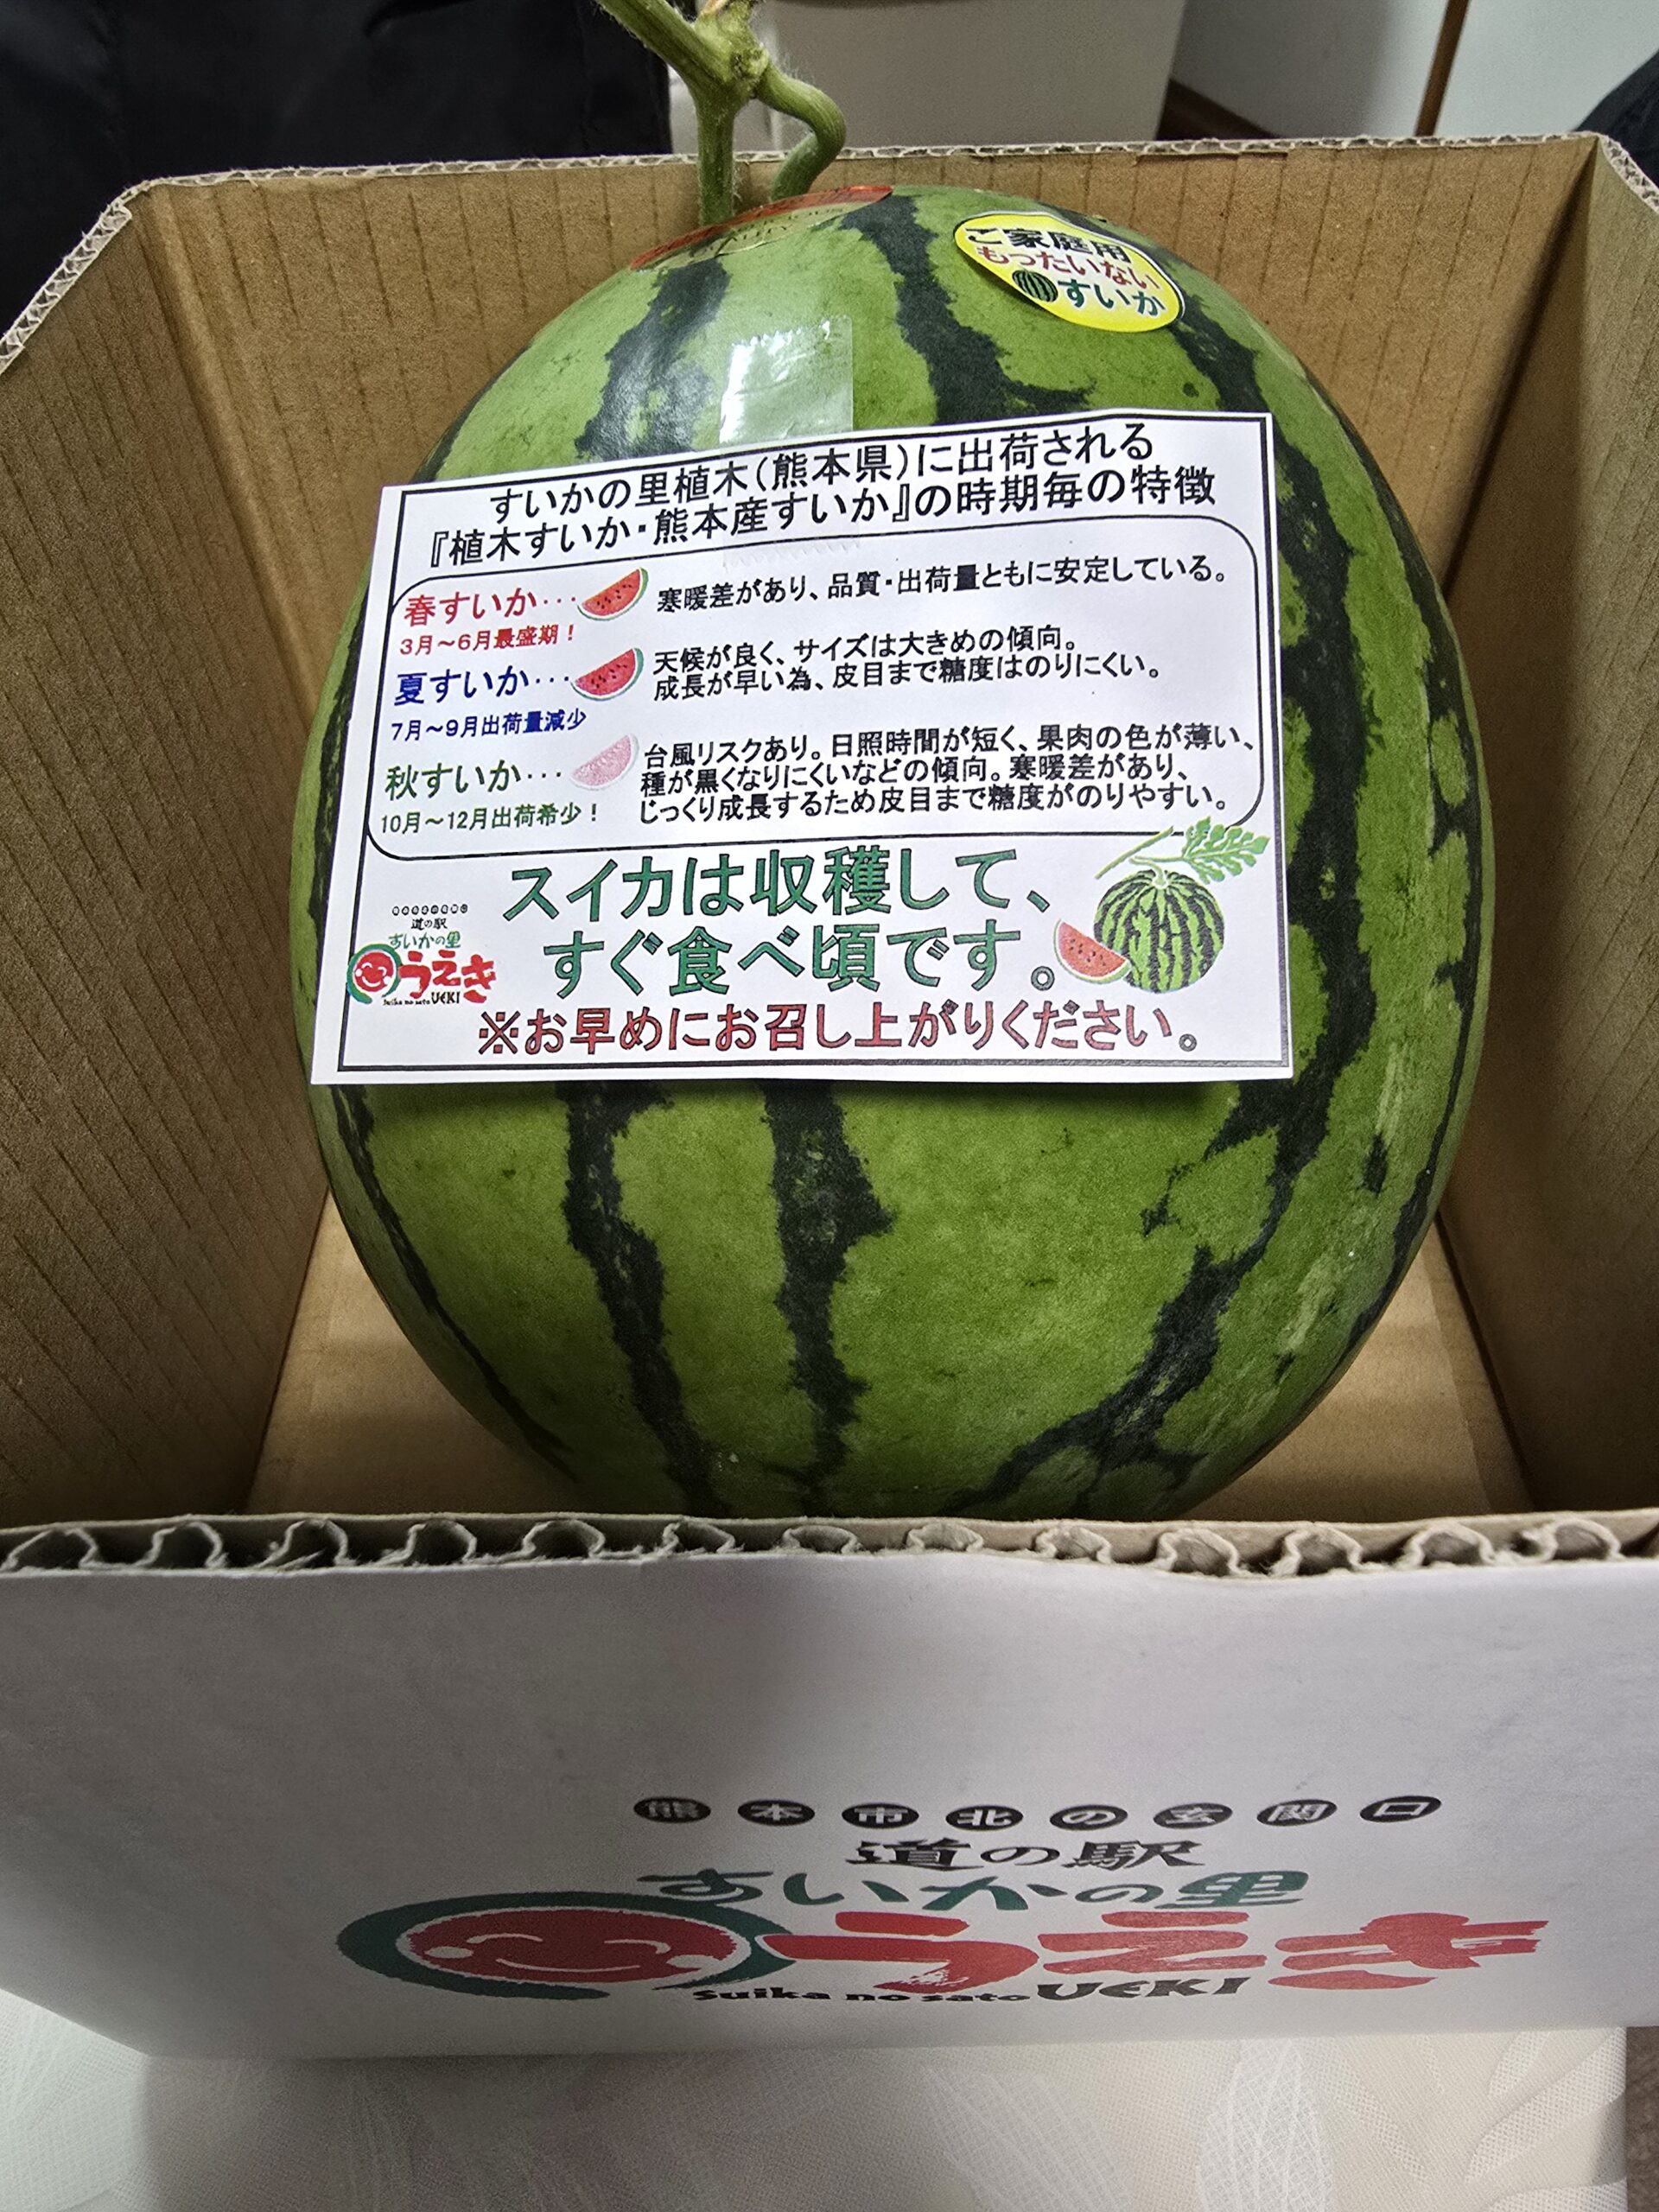 ご家庭用
もったいない
すいか
すいかの里植木(熊本県)に出荷される
『植木すいか・熊本産すいか』の時期毎の特徴
春すいか… 寒暖差があり、品質・出荷量ともに安定している。
3月~6月最盛期!
夏すいか… 天候が良く、サイズは大きめの傾向。
成長が早い為、皮目まで糖度はのりにくい。
7月~9月出荷量減少
秋すいか… 台風リスクあり。日照時間が短く、果肉の色が薄い、
種が黒くなりにくいなどの傾向。寒暖差があり、
じっくり成長するため皮目まで糖度がのりやすい。
10月~12月出荷希少!
スイカは収穫して、
すぐ食べ頃です。
※お早めにお召し上がりください。
道の駅
すいかの里
うえき
Suika no sato UEKI
熊本市北の玄関口
道の駅
すいかの里
うえき
Suika no sato UEKI